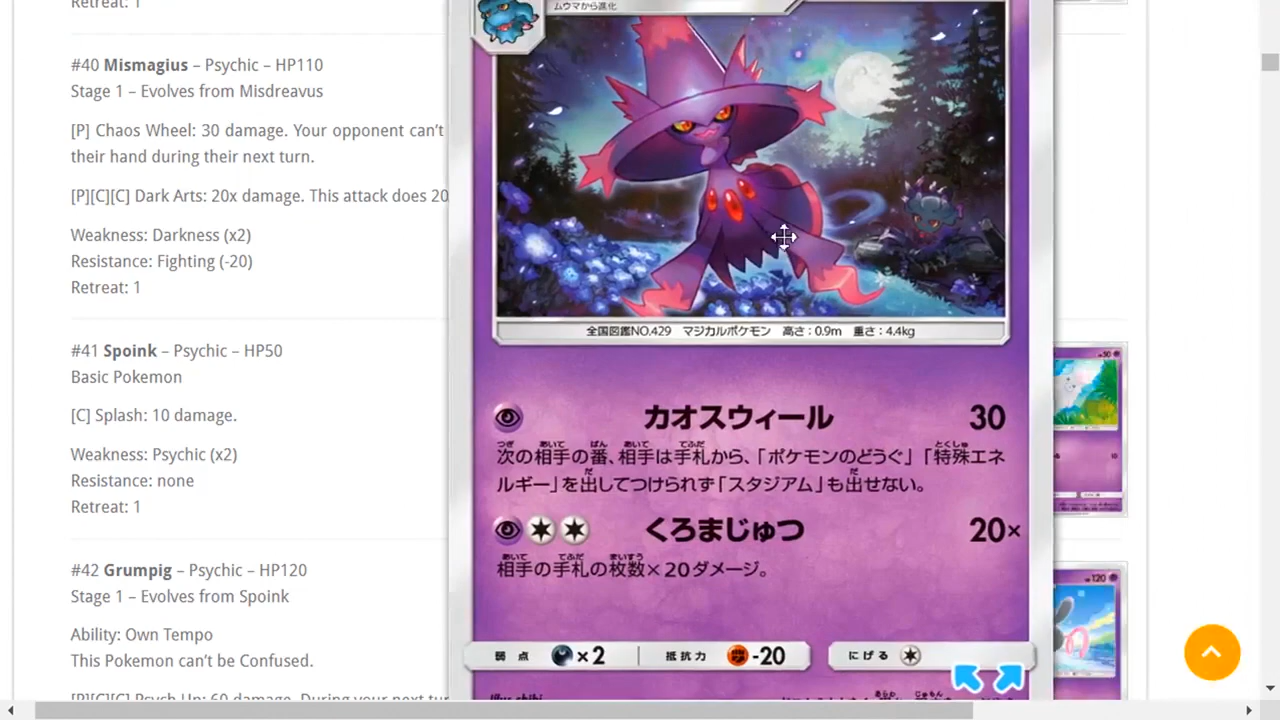 Retreat: 1
#40 Mismagius – Psychic – HP110
Stage 1 – Evolves from Misdreavus
[P] Chaos Wheel: 30 damage. Your opponent can't
their hand during their next turn.
[P][C][C] Dark Arts: 20x damage. This attack does 20
Weakness: Darkness (x2)
Resistance: Fighting (-20)
Retreat: 1
#41 Spoink – Psychic – HP50
Basic Pokemon
[C] Splash: 10 damage.
Weakness: Psychic (x2)
Resistance: none
Retreat: 1
#42 Grumpig – Psychic – HP120
Stage 1 – Evolves from Spoink
Ability: Own Tempo
This Pokemon can't be Confused.
[P][C][C] Psych Up: 60 damage. During your next tur
ムウマから進化
全国図鑑NO.429 マジカルポケモン 高さ:0.9m 重さ:4.4kg
カオスウィール 30
次の相手の番、相手は手札から、「ポケモンのどうぐ」「特殊エネ
ルギー」を出してつけられず「スタジアム」も出せない。
くろまじゅつ 20×
相手の手札の枚数×20ダメージ。
弱点 ×2 抵抗力 -20 にげる